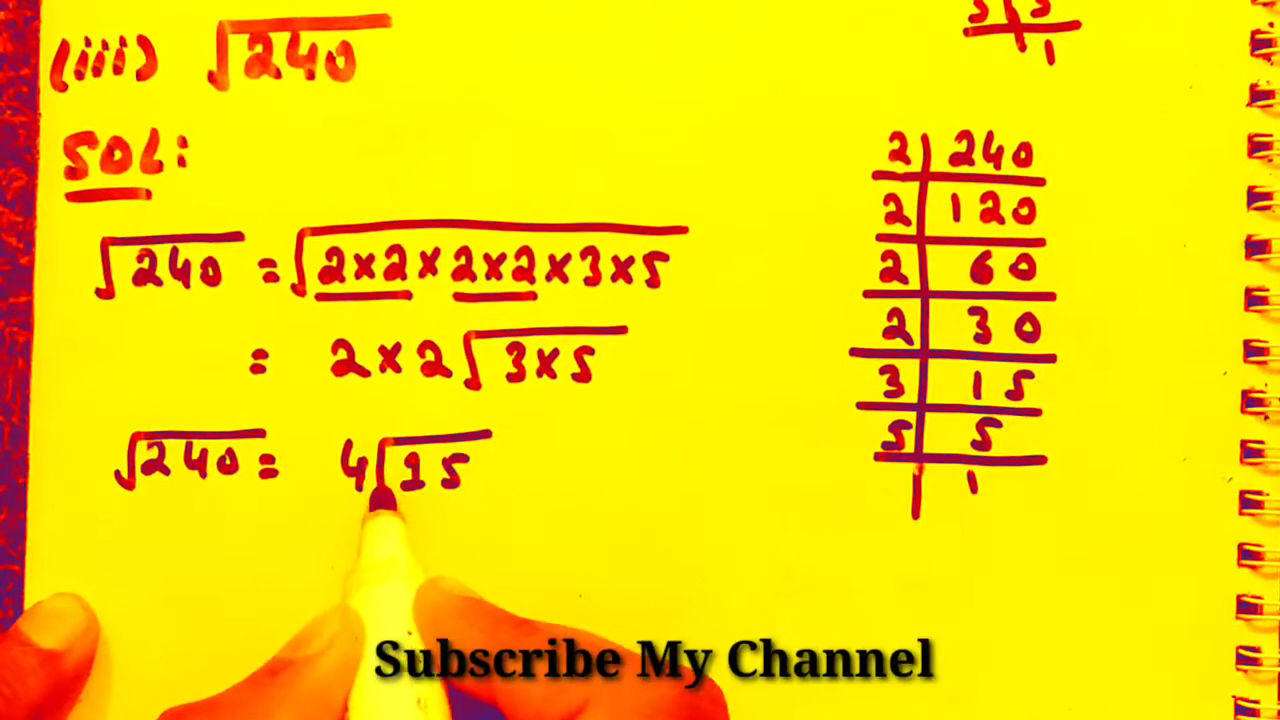 (iii) √240
SOL:
√240 = √2×2×2×2×3×5
= 2×2√3×5
√240 = 4√15
1
2 | 240
2 | 120
2 | 60
2 | 30
3 | 15
5 | 5
1
Subscribe My Channel